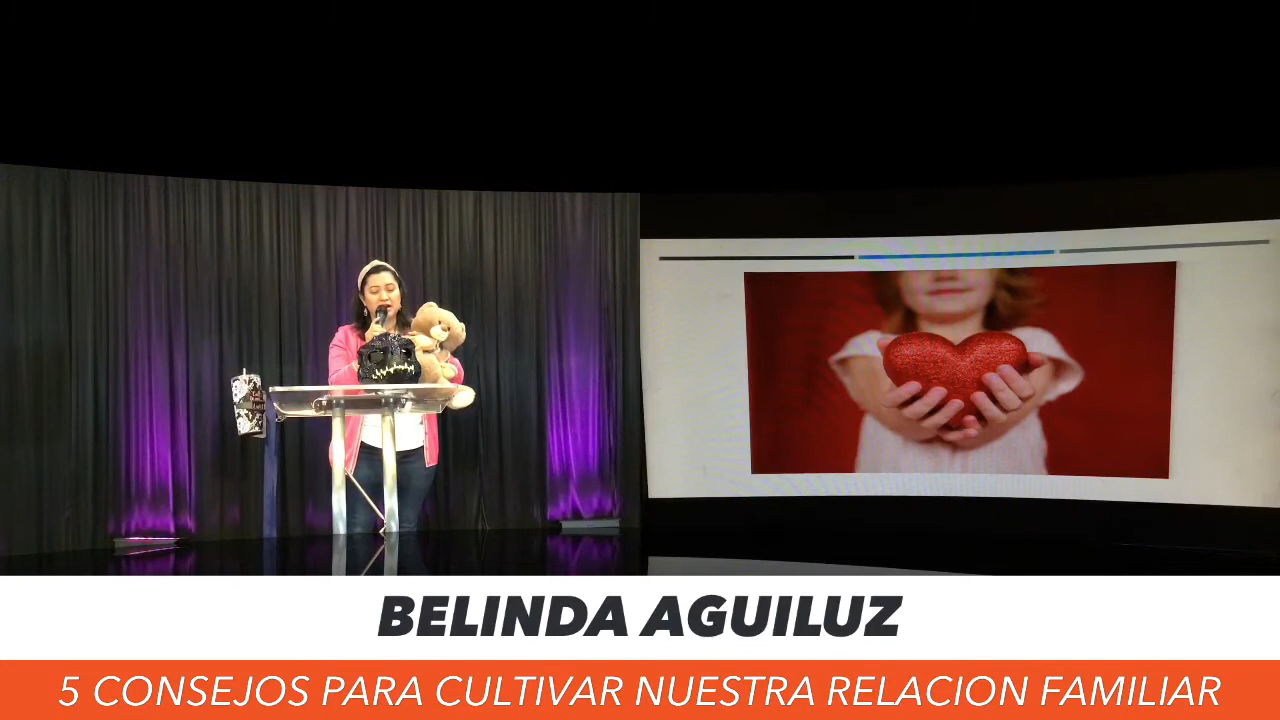 BELINDA AGUILUZ
5 CONSEJOS PARA CULTIVAR NUESTRA RELACION FAMILIAR